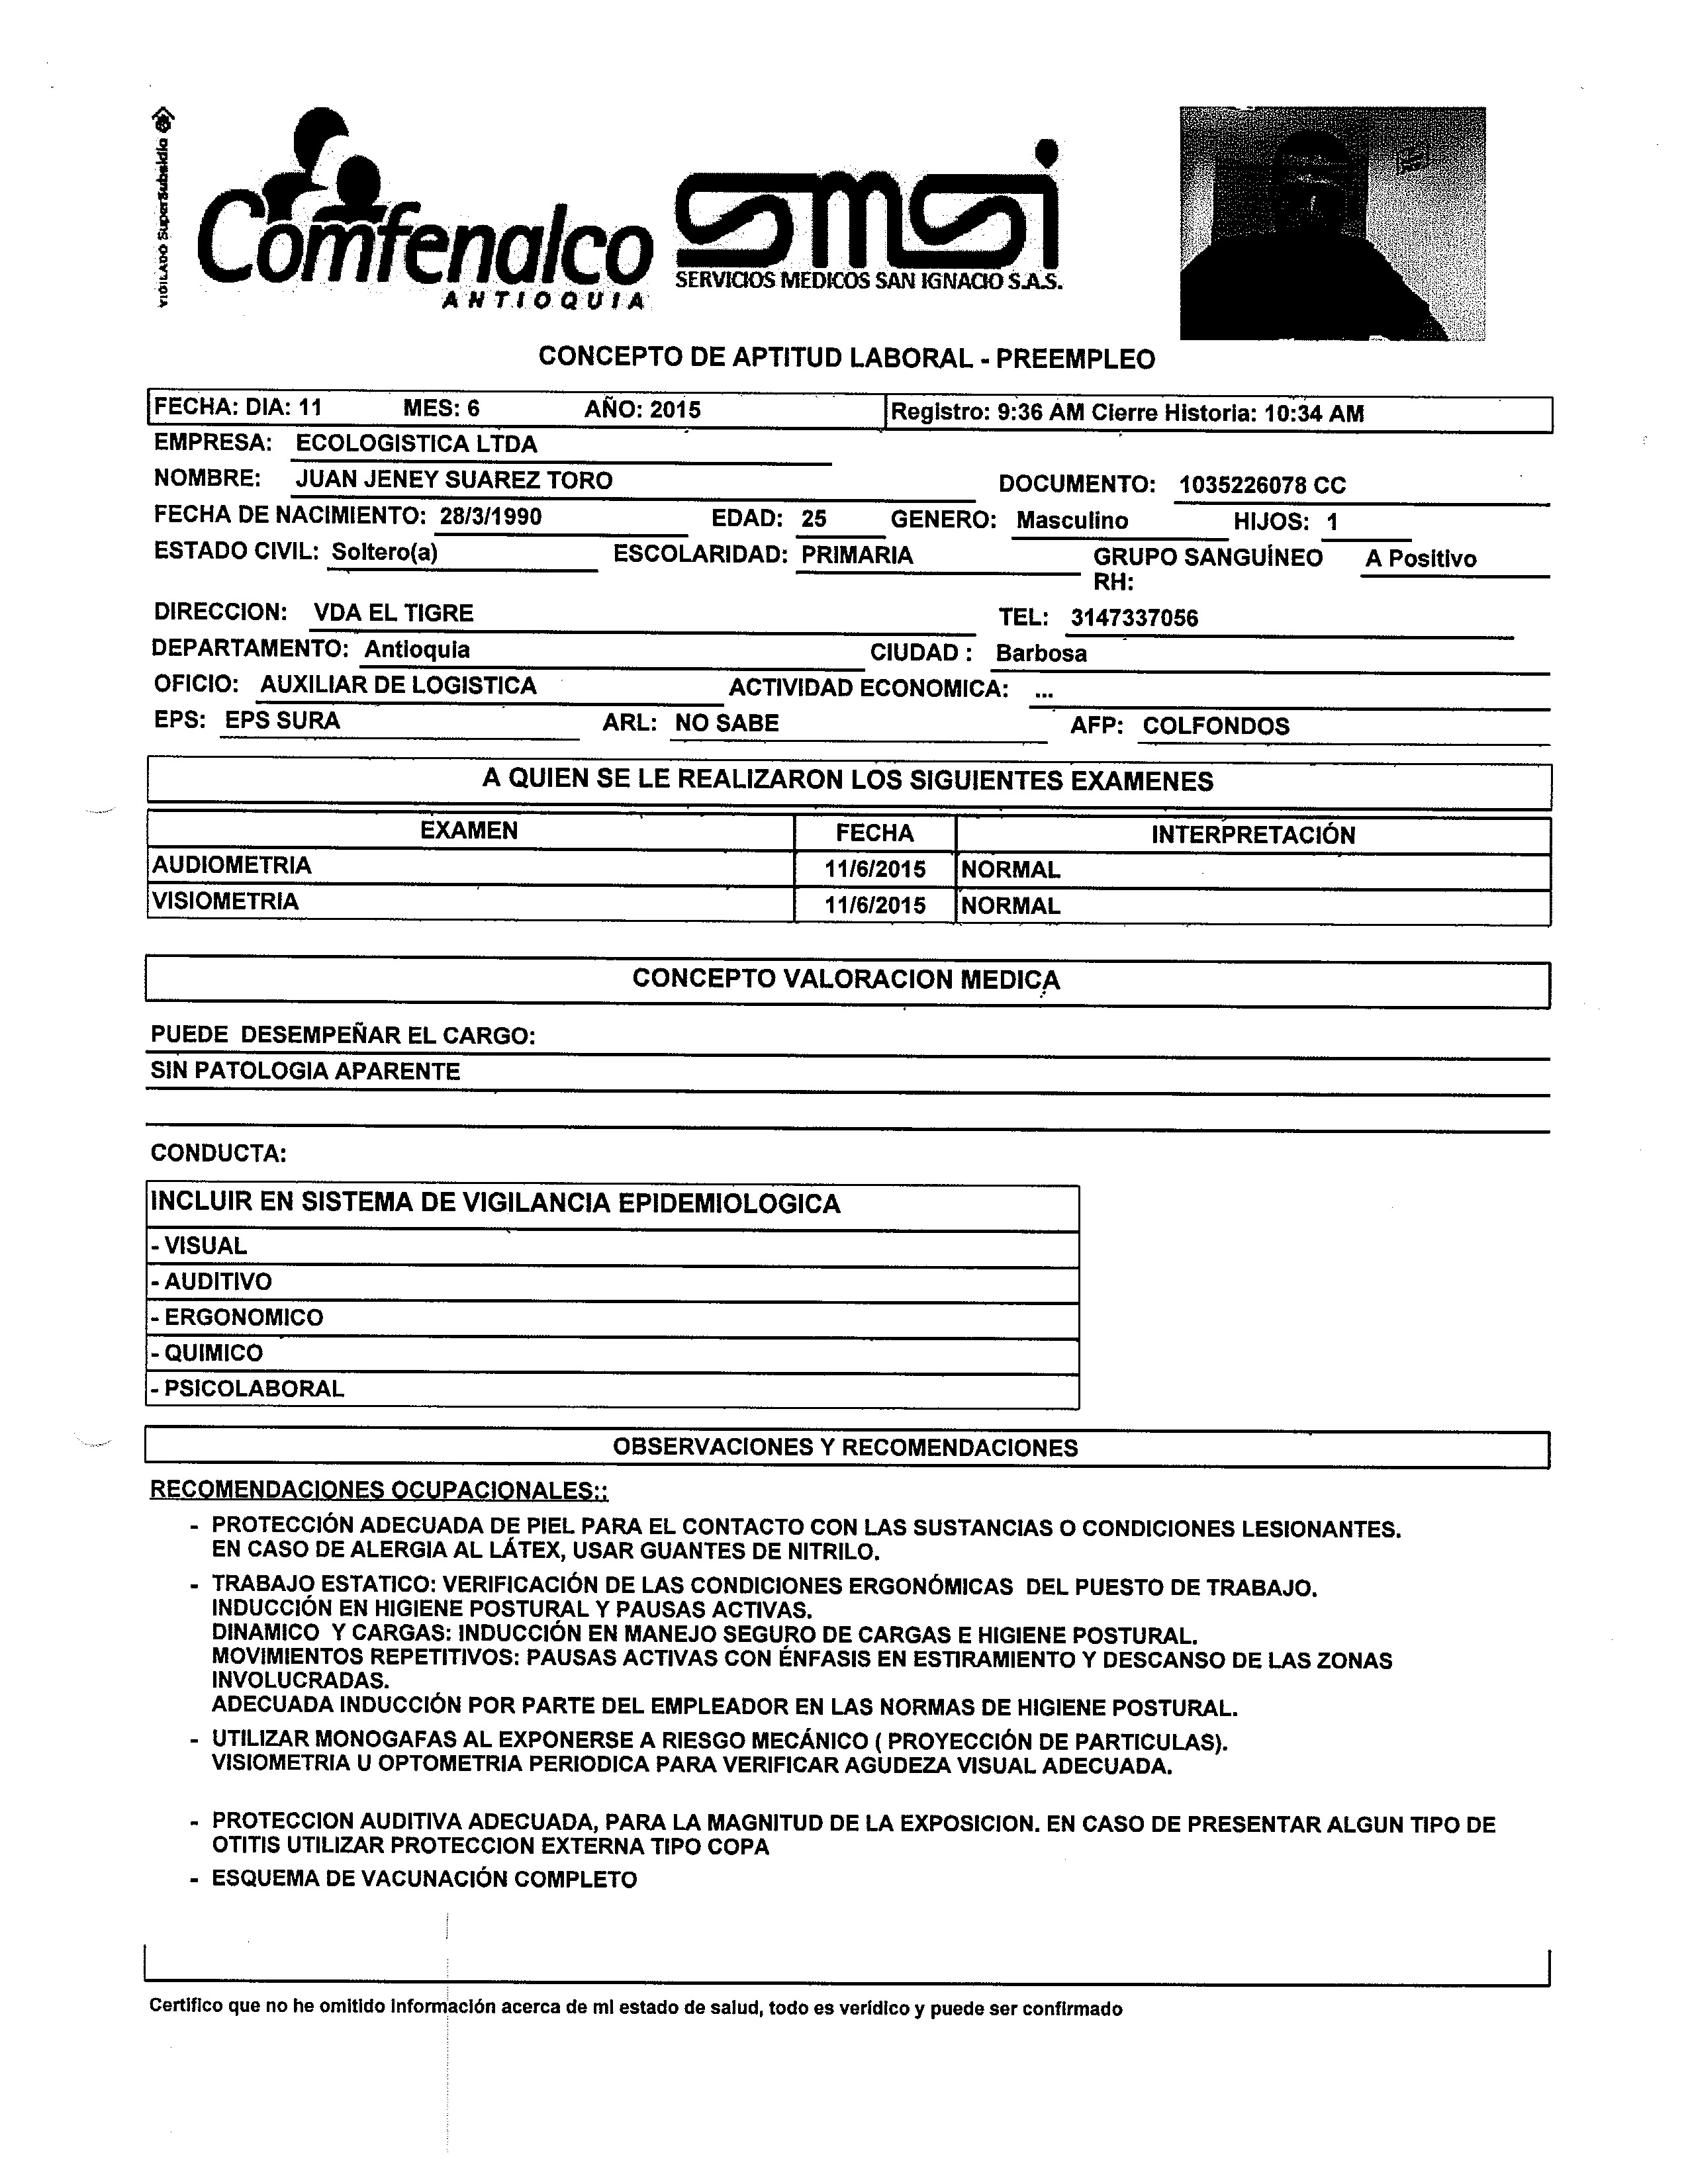 VIGILADO SuperSubsidio
Comfenalco
ANTIOQUIA
smsi
SERVICIOS MEDICOS SAN IGNACIO S.A.S.
CONCEPTO DE APTITUD LABORAL - PREEMPLEO
FECHA: DIA: 11 MES: 6 AÑO: 2015 Registro: 9:36 AM Cierre Historia: 10:34 AM
EMPRESA: ECOLOGISTICA LTDA
NOMBRE: JUAN JENEY SUAREZ TORO DOCUMENTO: 1035226078 CC
FECHA DE NACIMIENTO: 28/3/1990 EDAD: 25 GENERO: Masculino HIJOS: 1
ESTADO CIVIL: Soltero(a) ESCOLARIDAD: PRIMARIA GRUPO SANGUÍNEO A Positivo
RH:
DIRECCION: VDA EL TIGRE TEL: 3147337056
DEPARTAMENTO: Antioquia CIUDAD : Barbosa
OFICIO: AUXILIAR DE LOGISTICA ACTIVIDAD ECONOMICA: ...
EPS: EPS SURA ARL: NO SABE AFP: COLFONDOS
A QUIEN SE LE REALIZARON LOS SIGUIENTES EXAMENES
EXAMEN FECHA INTERPRETACIÓN
AUDIOMETRIA 11/6/2015 NORMAL
VISIOMETRIA 11/6/2015 NORMAL
CONCEPTO VALORACION MEDICA
PUEDE DESEMPEÑAR EL CARGO:
SIN PATOLOGIA APARENTE
CONDUCTA:
INCLUIR EN SISTEMA DE VIGILANCIA EPIDEMIOLOGICA
- VISUAL
- AUDITIVO
- ERGONOMICO
- QUIMICO
- PSICOLABORAL
OBSERVACIONES Y RECOMENDACIONES
RECOMENDACIONES OCUPACIONALES::
- PROTECCIÓN ADECUADA DE PIEL PARA EL CONTACTO CON LAS SUSTANCIAS O CONDICIONES LESIONANTES.
EN CASO DE ALERGIA AL LÁTEX, USAR GUANTES DE NITRILO.
- TRABAJO ESTATICO: VERIFICACIÓN DE LAS CONDICIONES ERGONÓMICAS DEL PUESTO DE TRABAJO.
INDUCCIÓN EN HIGIENE POSTURAL Y PAUSAS ACTIVAS.
DINAMICO Y CARGAS: INDUCCIÓN EN MANEJO SEGURO DE CARGAS E HIGIENE POSTURAL.
MOVIMIENTOS REPETITIVOS: PAUSAS ACTIVAS CON ÉNFASIS EN ESTIRAMIENTO Y DESCANSO DE LAS ZONAS
INVOLUCRADAS.
ADECUADA INDUCCIÓN POR PARTE DEL EMPLEADOR EN LAS NORMAS DE HIGIENE POSTURAL.
- UTILIZAR MONOGAFAS AL EXPONERSE A RIESGO MECÁNICO ( PROYECCIÓN DE PARTICULAS).
VISIOMETRIA U OPTOMETRIA PERIODICA PARA VERIFICAR AGUDEZA VISUAL ADECUADA.
- PROTECCION AUDITIVA ADECUADA, PARA LA MAGNITUD DE LA EXPOSICION. EN CASO DE PRESENTAR ALGUN TIPO DE
OTITIS UTILIZAR PROTECCION EXTERNA TIPO COPA
- ESQUEMA DE VACUNACIÓN COMPLETO
Certifico que no he omitido información acerca de mi estado de salud, todo es verídico y puede ser confirmado